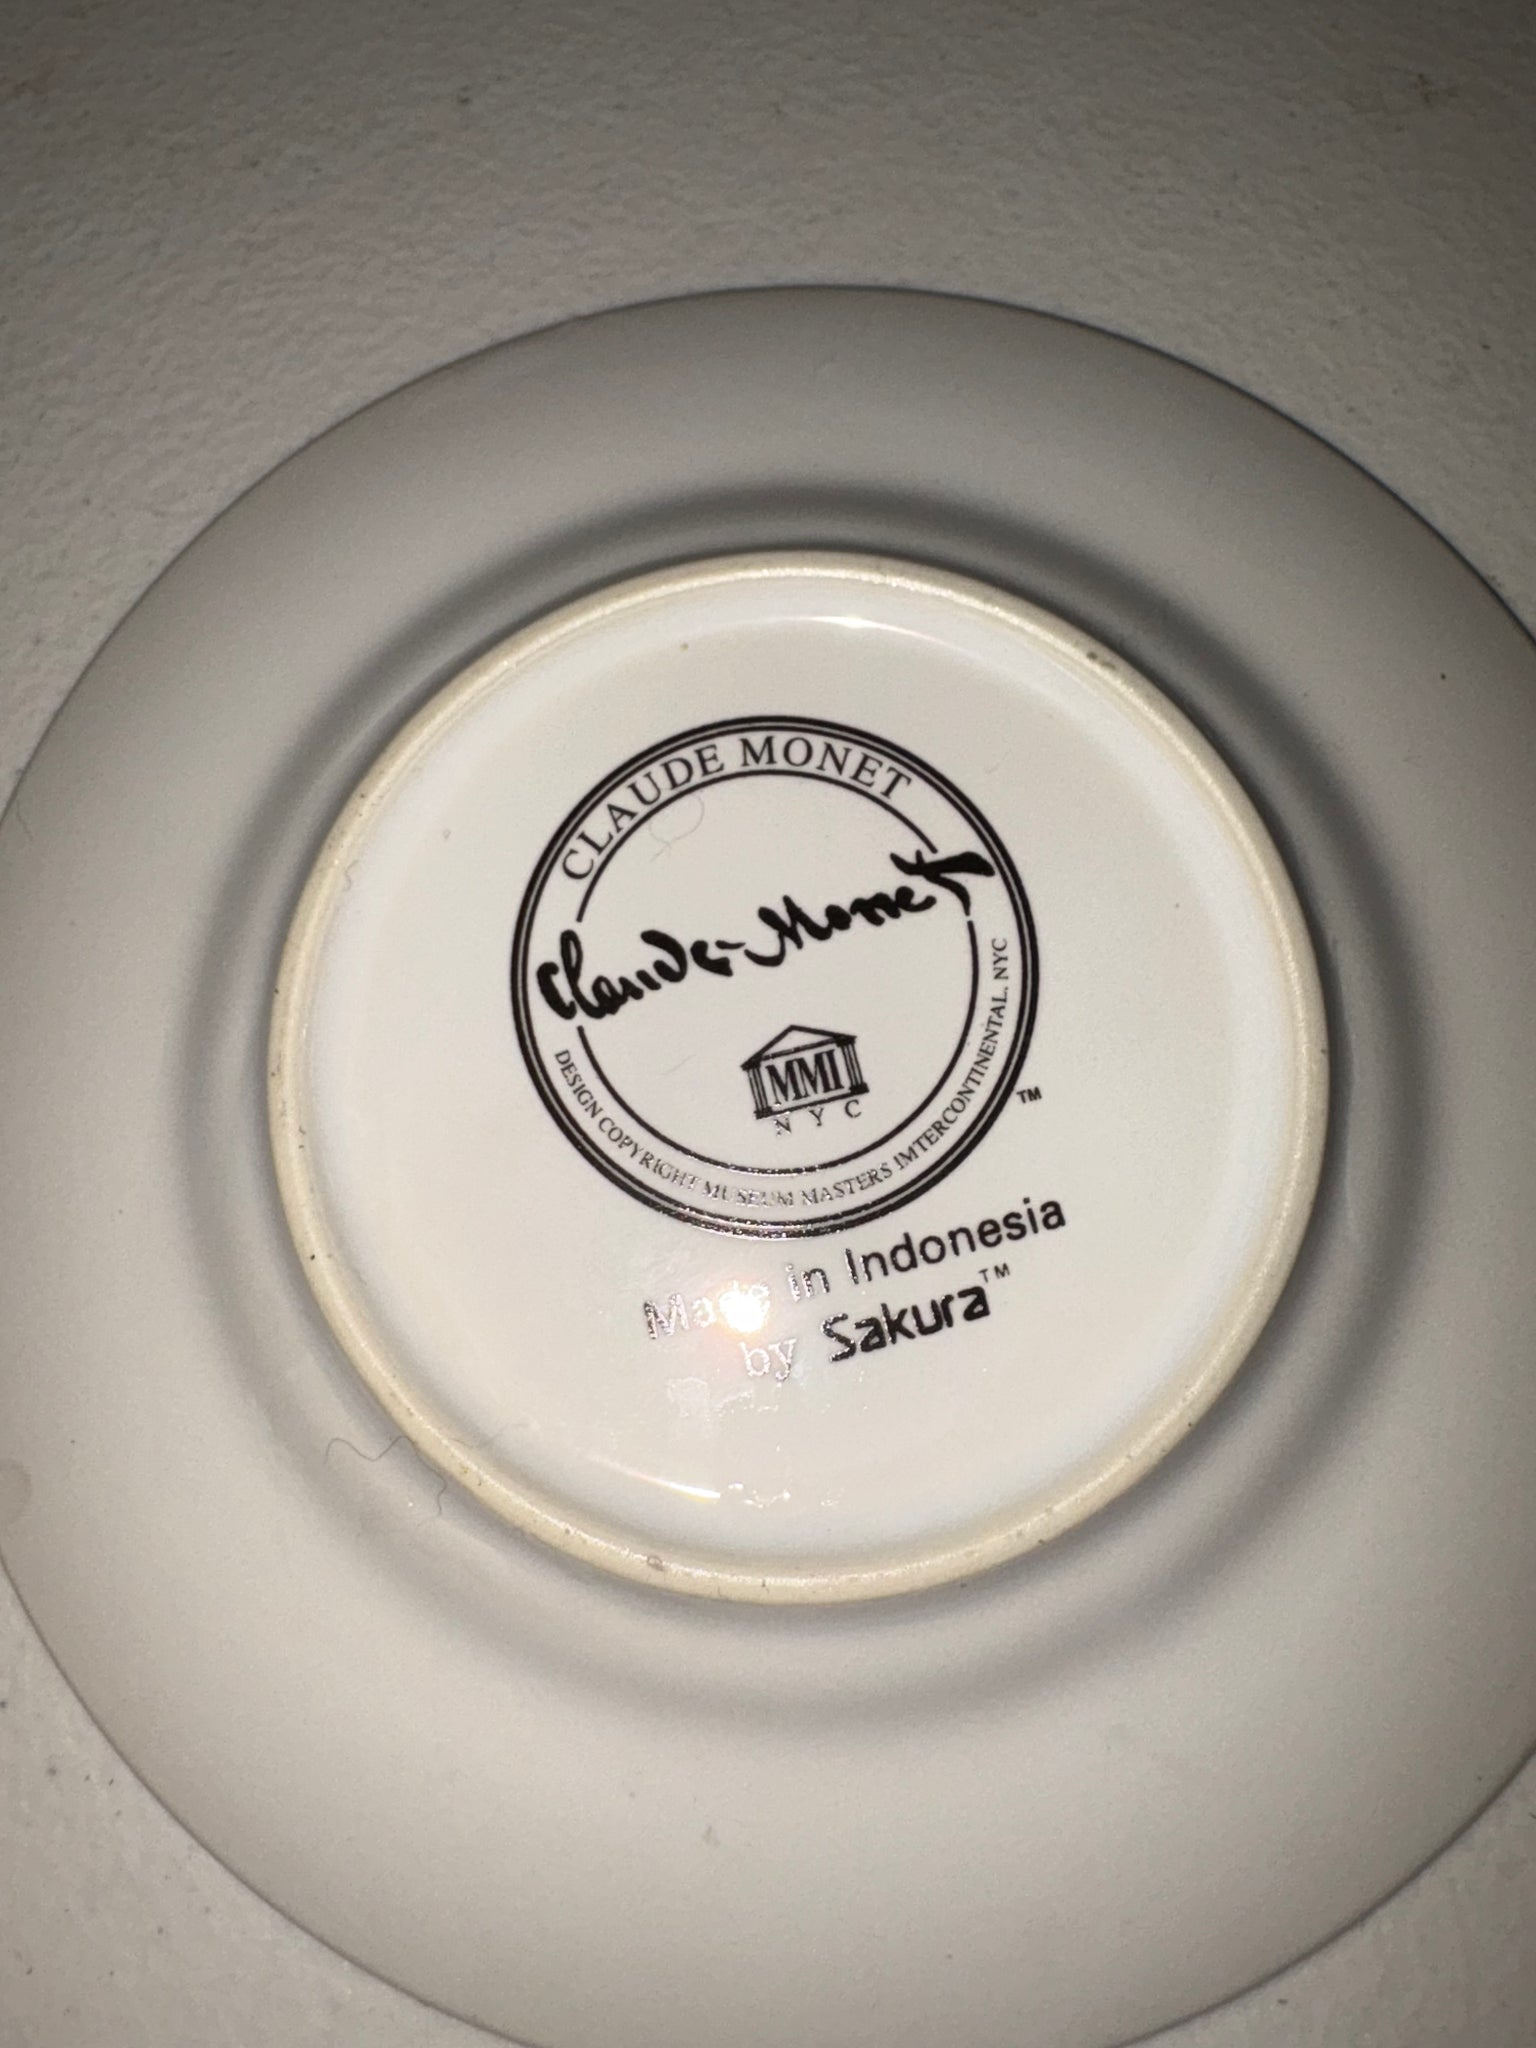 CLAUDE MONET
Claude Monet
MMI
NYC
DESIGN COPYRIGHT MUSEUM MASTERS IMTERCONTINENTAL. NYC
TM
Made in Indonesia
by Sakura™